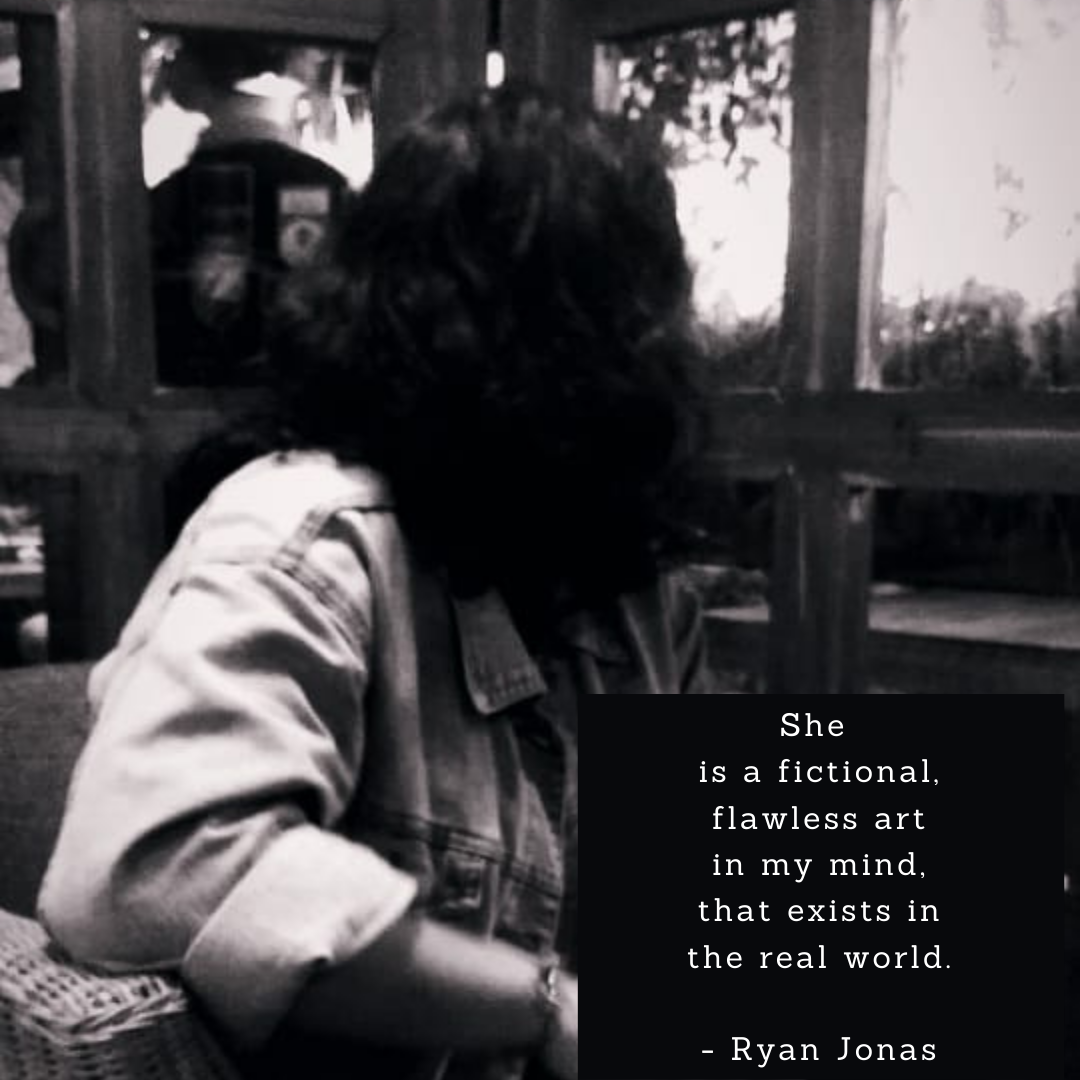 She
is a fictional,
flawless art
in my mind,
that exists in
the real world.
- Ryan Jonas